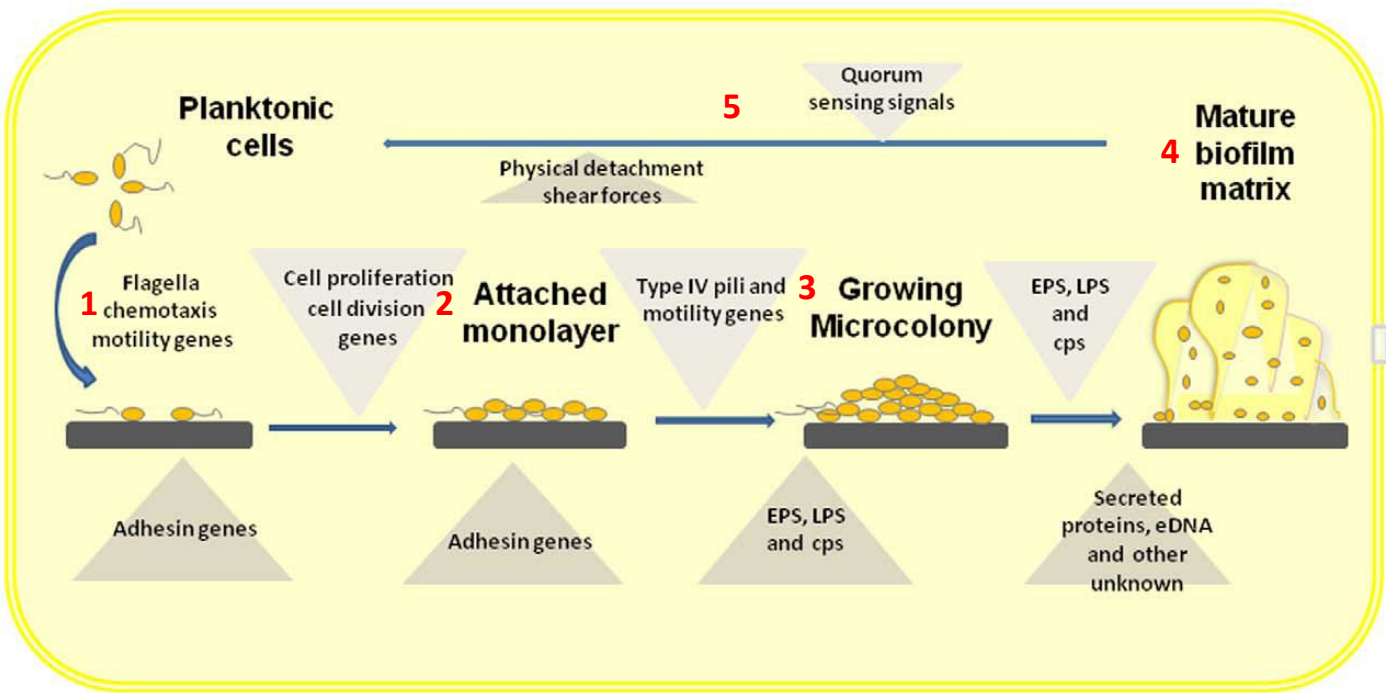 Planktonic
cells
5
Quorum
sensing signals
Physical detachment
shear forces
4
Mature
biofilm
matrix
1
Flagella
chemotaxis
motility genes
Cell proliferation
cell division
genes
2
Attached
monolayer
Type IV pili and
motility genes
3
Growing
Microcolony
EPS, LPS
and
cps
Adhesin genes
Adhesin genes
EPS, LPS
and cps
Secreted
proteins, eDNA
and other
unknown